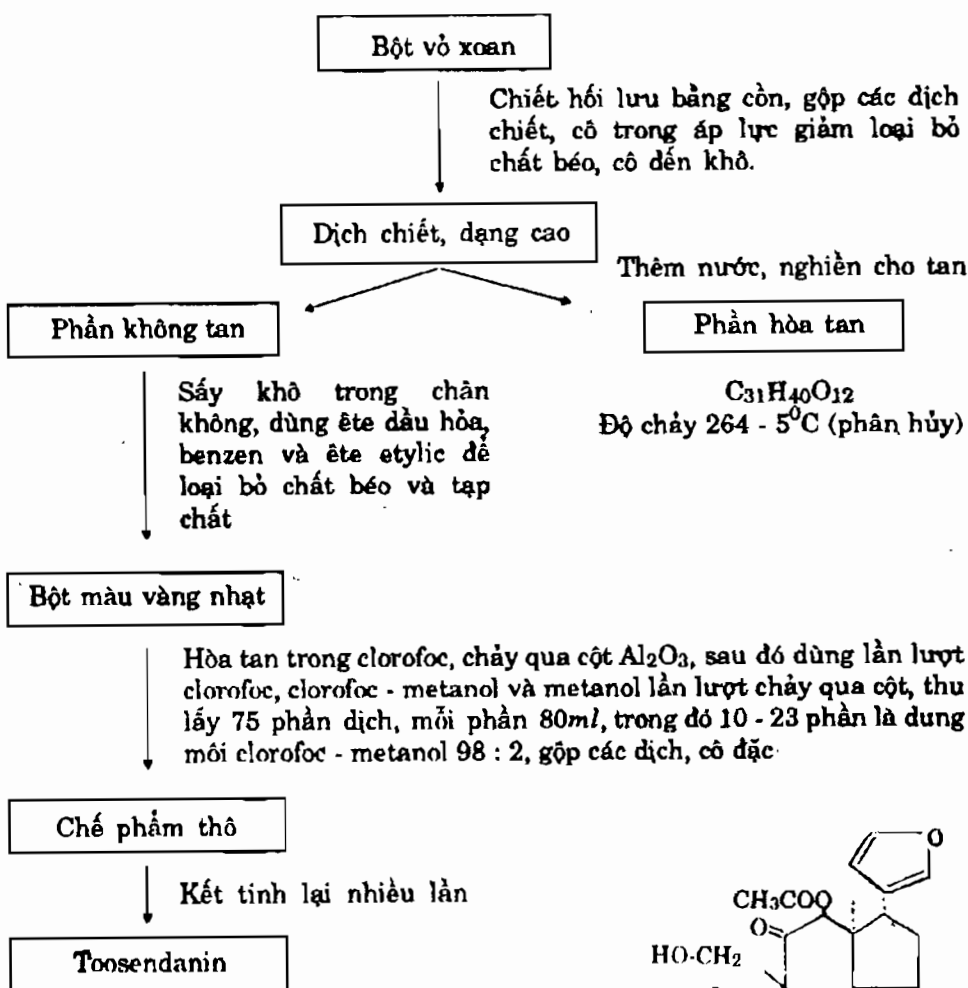 Bột vỏ xoan
Chiết hối lưu bằng cồn, gộp các dịch
chiết, cô trong áp lực giảm loại bỏ
chất béo, cô đến khô.
Dịch chiết, dạng cao
Thêm nước, nghiền cho tan
Phần không tan
Phần hòa tan
Sấy khô trong chân
không, dùng ête dầu hỏa,
benzen và ête etylic để
loại bỏ chất béo và tạp
chất
C₃₁H₄₀O₁₂
Độ chảy 264 - 5⁰C (phân hủy)
Bột màu vàng nhạt
Hòa tan trong clorofoc, chảy qua cột Al₂O₃, sau đó dùng lần lượt
clorofoc, clorofoc - metanol và metanol lần lượt chảy qua cột, thu
lấy 75 phần dịch, mỗi phần 80ml, trong đó 10 - 23 phần là dung
môi clorofoc - metanol 98 : 2, gộp các dịch, cô đặc
Chế phẩm thô
Kết tinh lại nhiều lần
Toosendanin
O
CH₃COO
O
HO-CH₂